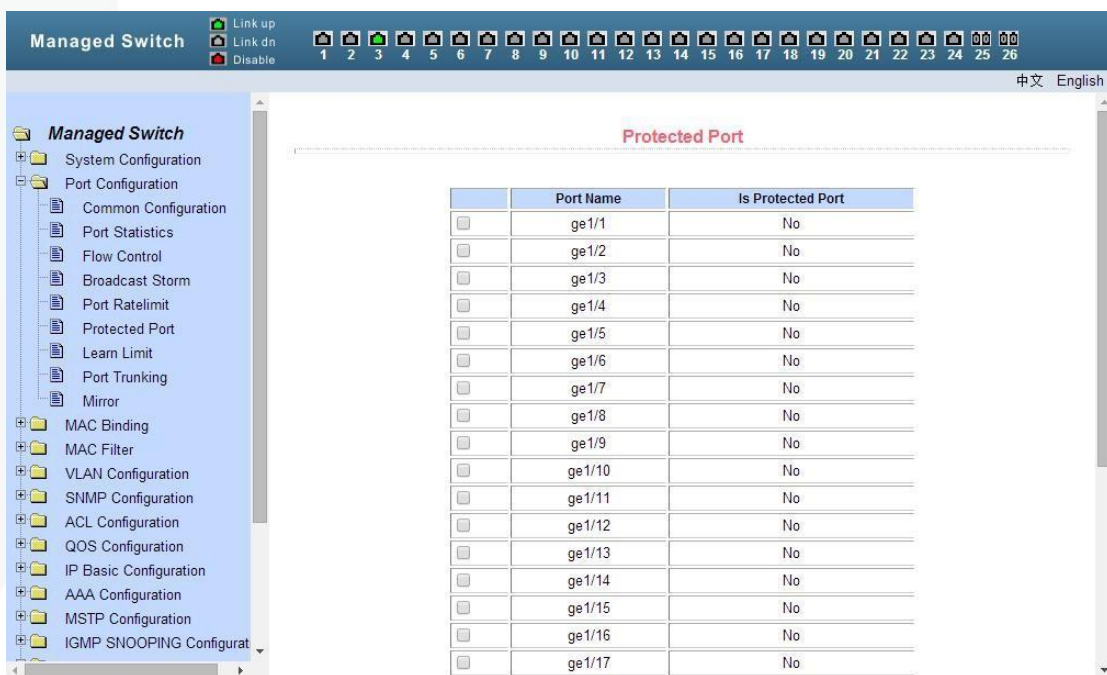 Managed Switch
Link up
Link dn
Disable
1 2 3 4 5 6 7 8 9 10 11 12 13 14 15 16 17 18 19 20 21 22 23 24 25 26
中文 English
Managed Switch
System Configuration
Port Configuration
Common Configuration
Port Statistics
Flow Control
Broadcast Storm
Port Ratelimit
Protected Port
Learn Limit
Port Trunking
Mirror
MAC Binding
MAC Filter
VLAN Configuration
SNMP Configuration
ACL Configuration
QOS Configuration
IP Basic Configuration
AAA Configuration
MSTP Configuration
IGMP SNOOPING Configurat
Protected Port
Port Name Is Protected Port
ge1/1 No
ge1/2 No
ge1/3 No
ge1/4 No
ge1/5 No
ge1/6 No
ge1/7 No
ge1/8 No
ge1/9 No
ge1/10 No
ge1/11 No
ge1/12 No
ge1/13 No
ge1/14 No
ge1/15 No
ge1/16 No
ge1/17 No